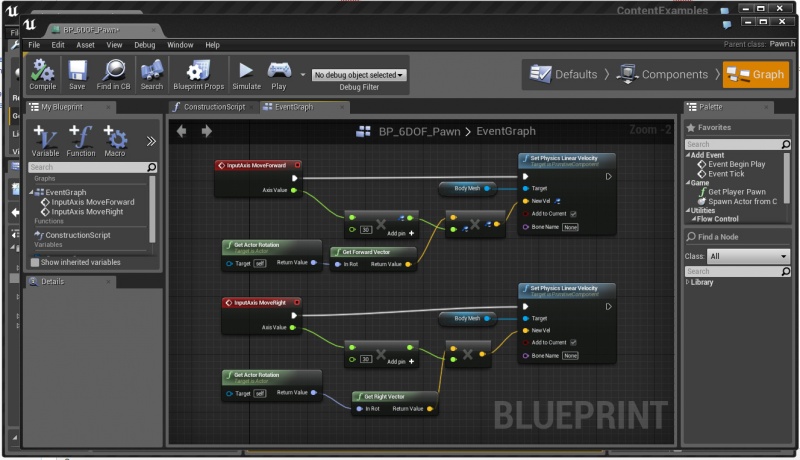 ContentExamples
BP_6DOF_Pawn*
File Edit Asset View Debug Window Help
Parent class: Pawn.h
Compile Save Find in CB Search Blueprint Props Simulate Play
No debug object selected
Debug Filter
Defaults Components Graph
My Blueprint
ConstructionScript EventGraph
Palette
Variable Function Macro
Search
Graphs
EventGraph
InputAxis MoveForward
InputAxis MoveRight
Functions
ConstructionScript
Variables
Show inherited variables
Details
BP_6DOF_Pawn > EventGraph
Zoom -2
InputAxis MoveForward
Axis Value
30
Add pin +
Get Actor Rotation
Target is Actor
Target self Return Value
Get Forward Vector
In Rot Return Value
Body Mesh
Set Physics Linear Velocity
Target is PrimitiveComponent
Target
New Vel
Add to Current
Bone Name None
InputAxis MoveRight
Axis Value
30
Add pin +
Get Actor Rotation
Target is Actor
Target self Return Value
Get Right Vector
In Rot Return Value
Body Mesh
Set Physics Linear Velocity
Target is PrimitiveComponent
Target
New Vel
Add to Current
Bone Name None
BLUEPRINT
Favorites
Search
Add Event
Event Begin Play
Event Tick
Game
Get Player Pawn
Spawn Actor from C
Utilities
Flow Control
Find a Node
Class: All
Search
Library